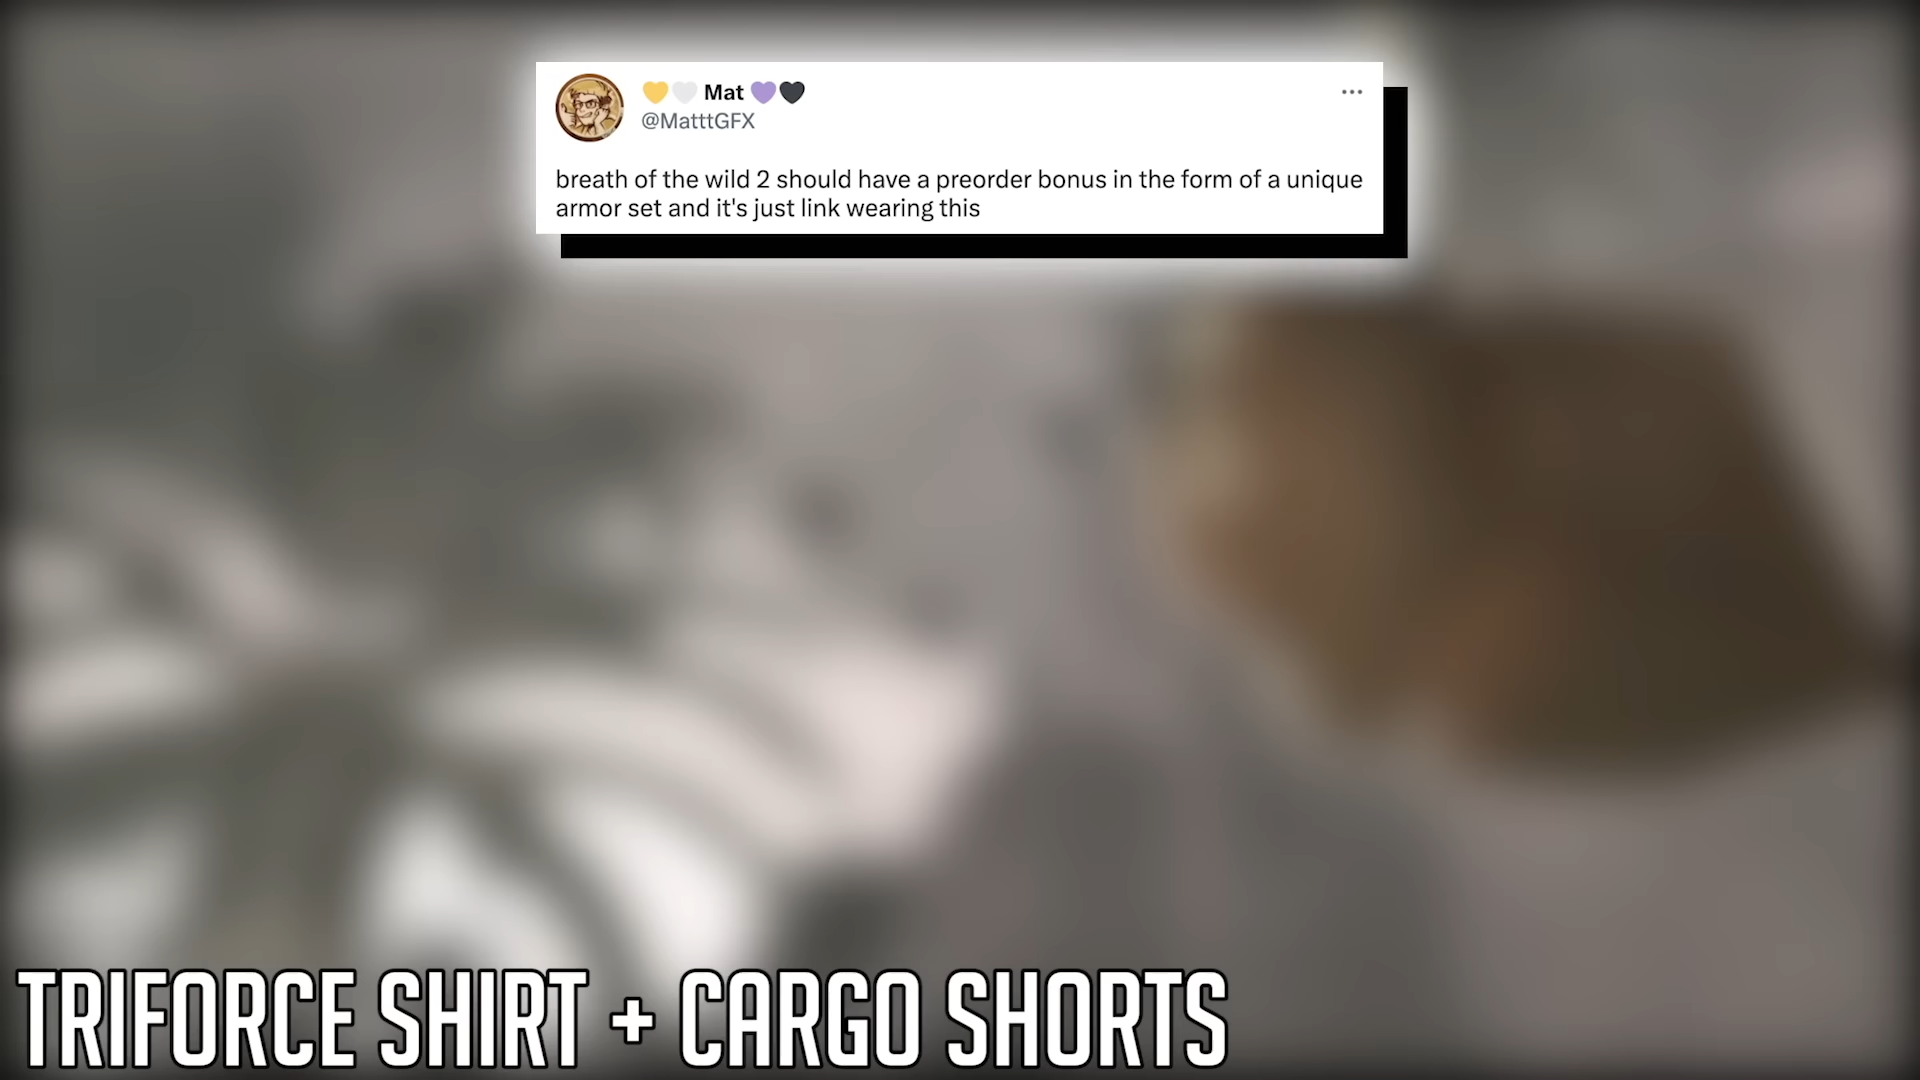 💛🤍 Mat 💜🖤
@MatttGFX
breath of the wild 2 should have a preorder bonus in the form of a unique
armor set and it's just link wearing this
TRIFORCE SHIRT + CARGO SHORTS